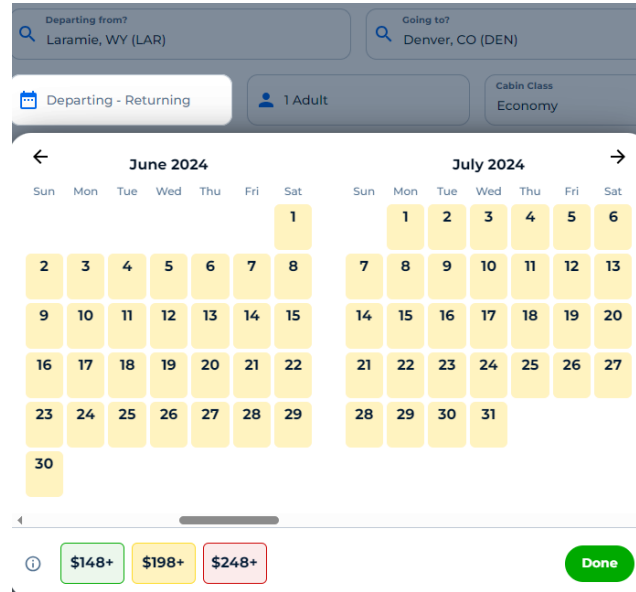 Departing from?
Laramie, WY (LAR)
Going to?
Denver, CO (DEN)
Departing - Returning
1 Adult
Cabin Class
Economy
June 2024
Sun Mon Tue Wed Thu Fri Sat
1
2 3 4 5 6 7 8
9 10 11 12 13 14 15
16 17 18 19 20 21 22
23 24 25 26 27 28 29
30
July 2024
Sun Mon Tue Wed Thu Fri Sat
1 2 3 4 5 6
7 8 9 10 11 12 13
14 15 16 17 18 19 20
21 22 23 24 25 26 27
28 29 30 31
$148+
$198+
$248+
Done